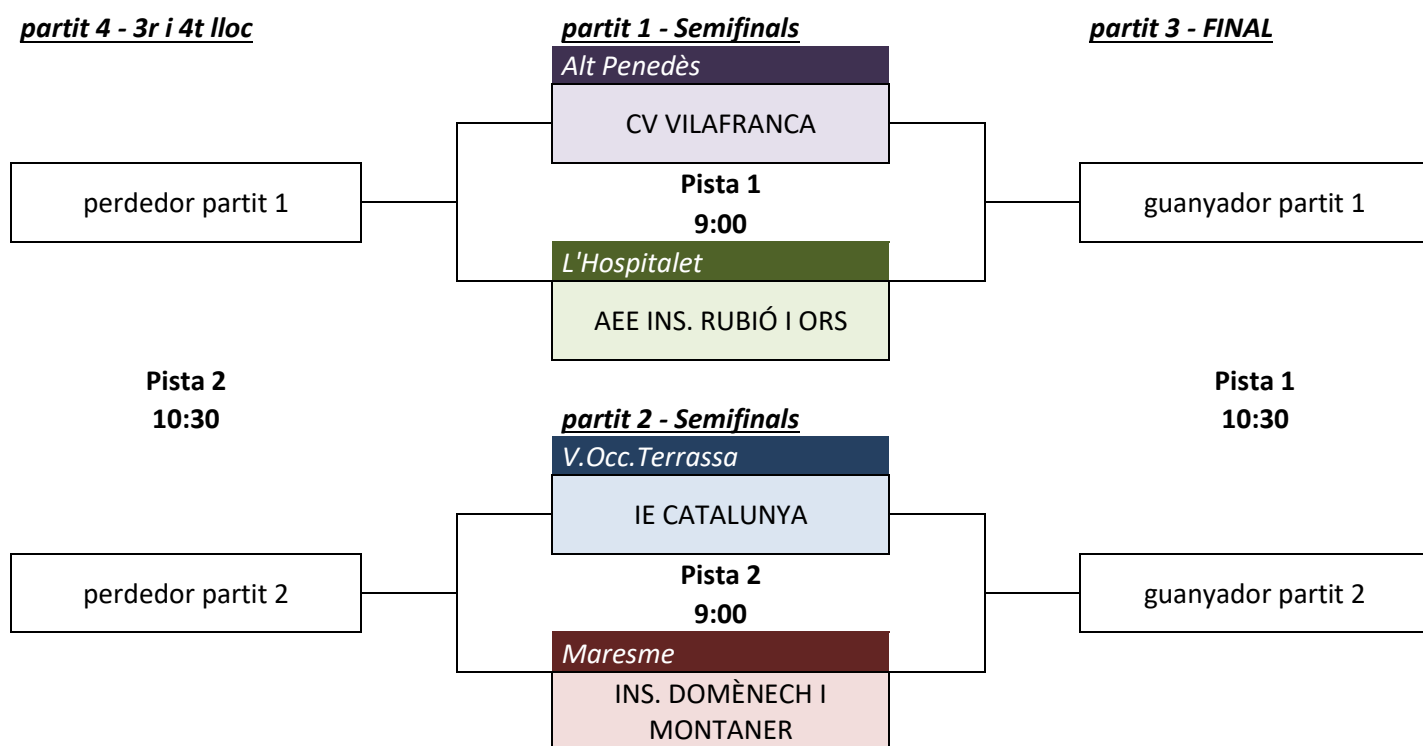 partit 4 - 3r i 4t lloc
partit 1 - Semifinals
partit 3 - FINAL
Alt Penedès
CV VILAFRANCA
perdedor partit 1
Pista 1
9:00
guanyador partit 1
L'Hospitalet
AEE INS. RUBIÓ I ORS
Pista 2
10:30
Pista 1
10:30
partit 2 - Semifinals
V.Occ.Terrassa
IE CATALUNYA
perdedor partit 2
Pista 2
9:00
guanyador partit 2
Maresme
INS. DOMÈNECH I
MONTANER